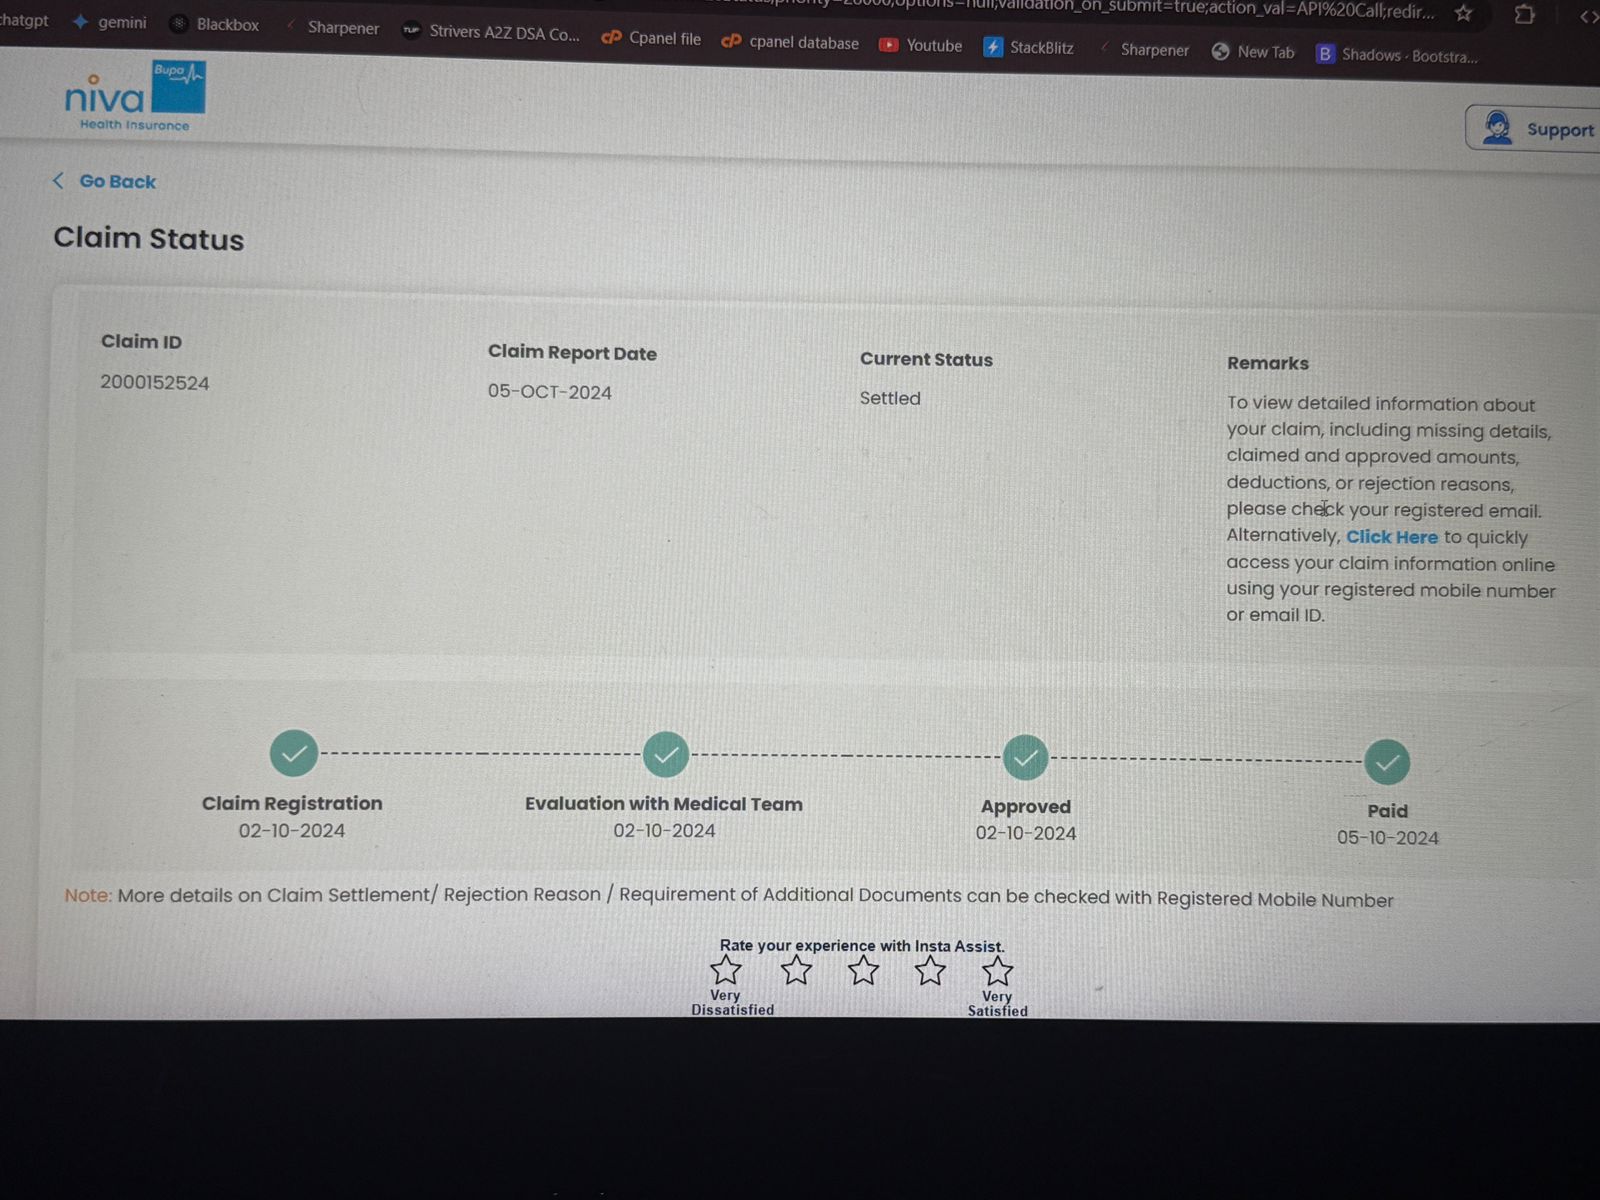 validation_on_submit=true;action_val=API%20Call;redir...
chatgpt gemini Blackbox Sharpener Strivers A2Z DSA Co... Cpanel file cpanel database Youtube StackBlitz Sharpener New Tab Shadows · Bootstra...
niva Bupa
Health Insurance
Support
Go Back
Claim Status
Claim ID
2000152524
Claim Report Date
05-OCT-2024
Current Status
Settled
Remarks
To view detailed information about
your claim, including missing details,
claimed and approved amounts,
deductions, or rejection reasons,
please check your registered email.
Alternatively, Click Here to quickly
access your claim information online
using your registered mobile number
or email ID.
Claim Registration
02-10-2024
Evaluation with Medical Team
02-10-2024
Approved
02-10-2024
Paid
05-10-2024
Note: More details on Claim Settlement/ Rejection Reason / Requirement of Additional Documents can be checked with Registered Mobile Number
Rate your experience with Insta Assist.
Very
Dissatisfied
Very
Satisfied